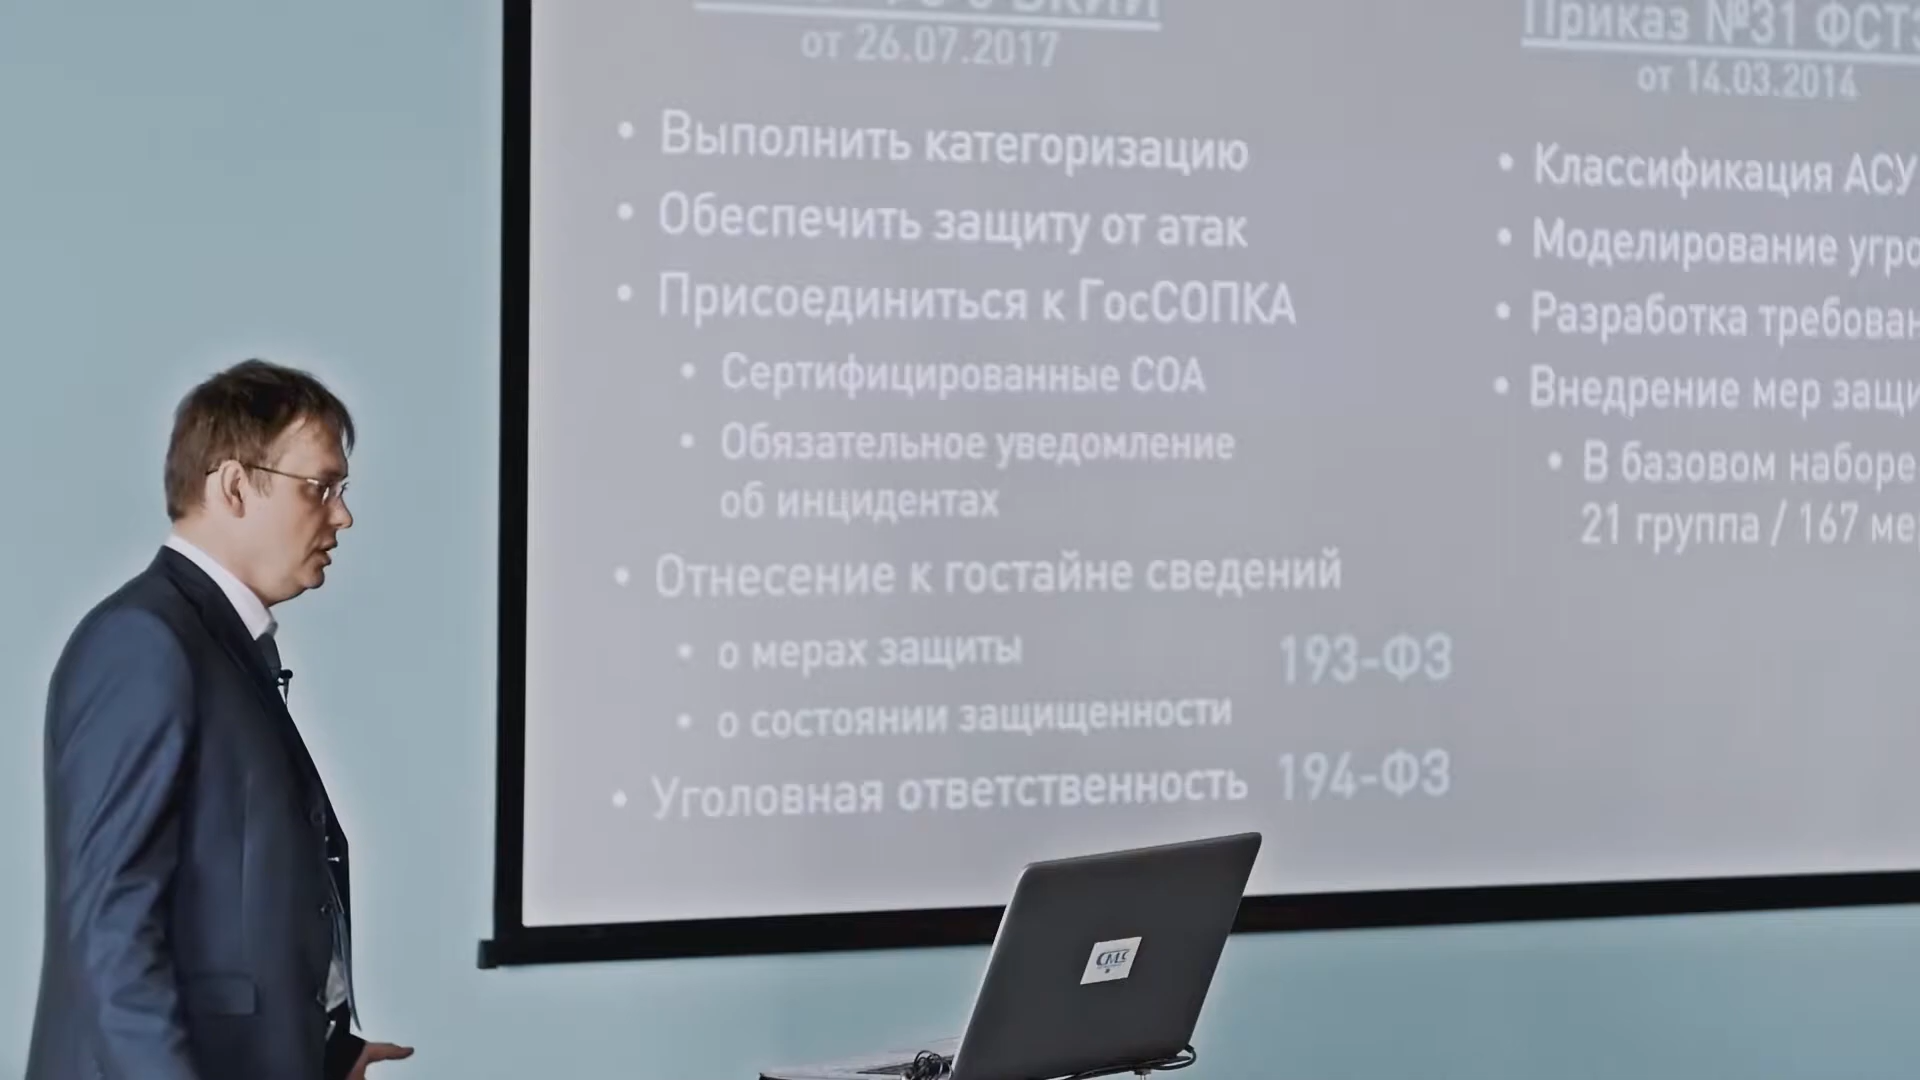 от 26.07.2017
• Выполнить категоризацию
• Обеспечить защиту от атак
• Присоединиться к ГосСОПКА
• Сертифицированные СОА
• Обязательное уведомление
об инцидентах
• Отнесение к гостайне сведений
• о мерах защиты
193-ФЗ
• о состоянии защищенности
• Уголовная ответственность
194-ФЗ
Приказ №31 ФСТЭ
от 14.03.2014
• Классификация АСУ
• Моделирование угро
• Разработка требован
• Внедрение мер защи
• В базовом наборе
21 группа / 167 ме